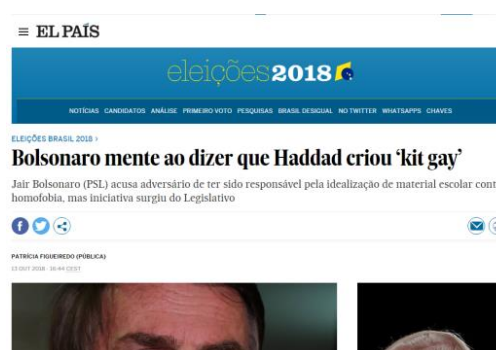 EL PAÍS
eleições2018
NOTÍCIAS CANDIDATOS ANÁLISE PRIMEIRO VOTO PESQUISAS BRASIL DESIGUAL NO TWITTER WHATSAPPS CHAVES
ELEIÇÕES BRASIL 2018 >
Bolsonaro mente ao dizer que Haddad criou ‘kit gay’
Jair Bolsonaro (PSL) acusa adversário de ter sido responsável pela idealização de material escolar cont
homofobia, mas iniciativa surgiu do Legislativo
PATRÍCIA FIGUEIREDO (PÚBLICA)